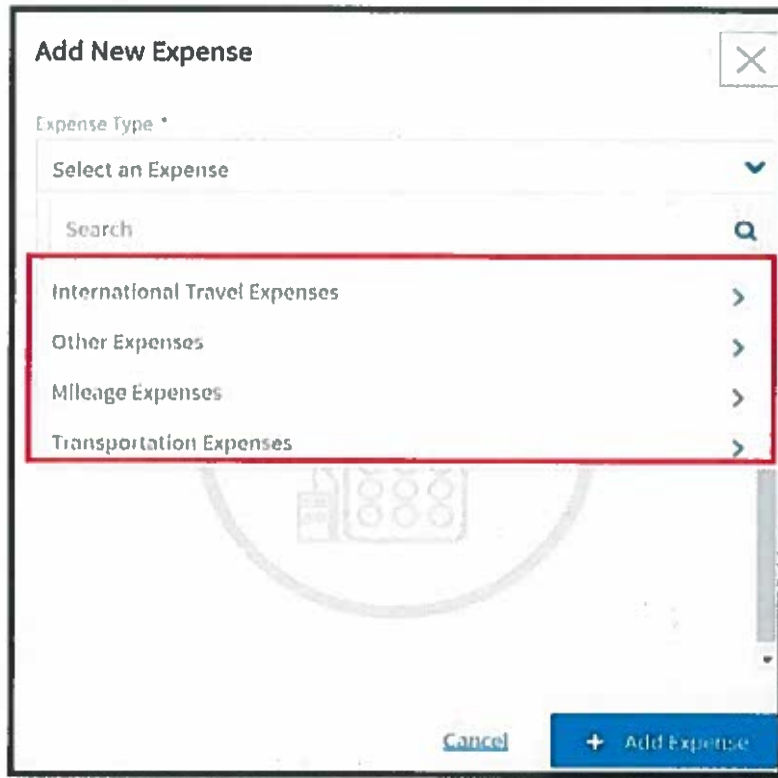 Add New Expense
Expense Type *
Select an Expense
Search
International Travel Expenses
Other Expenses
Mileage Expenses
Transportation Expenses
Cancel
+ Add Expense